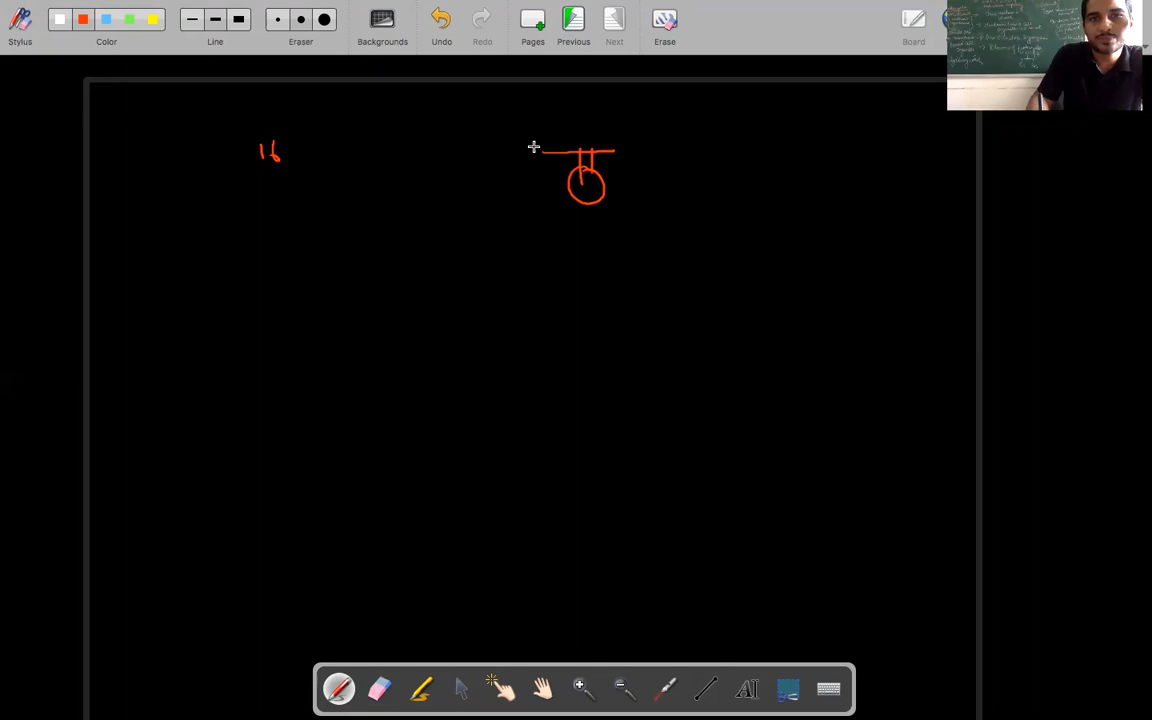 Stylus
Color
Line
Eraser
Backgrounds
Undo
Redo
Pages
Previous
Next
Erase
Board
16